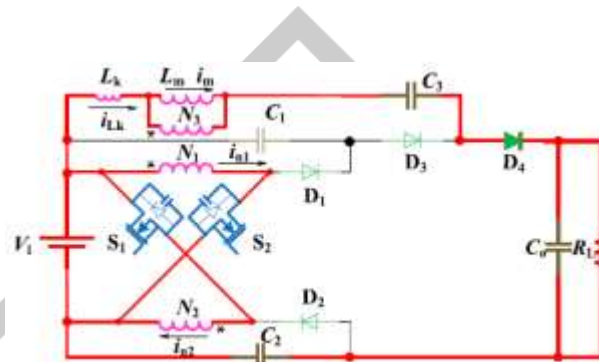 Lk
Lm im
C3
iLk
* N3
C1
* N1
in1
D3
D4
D1
S1
S2
V1
Co
RL
N2
D2
*
in2
C2